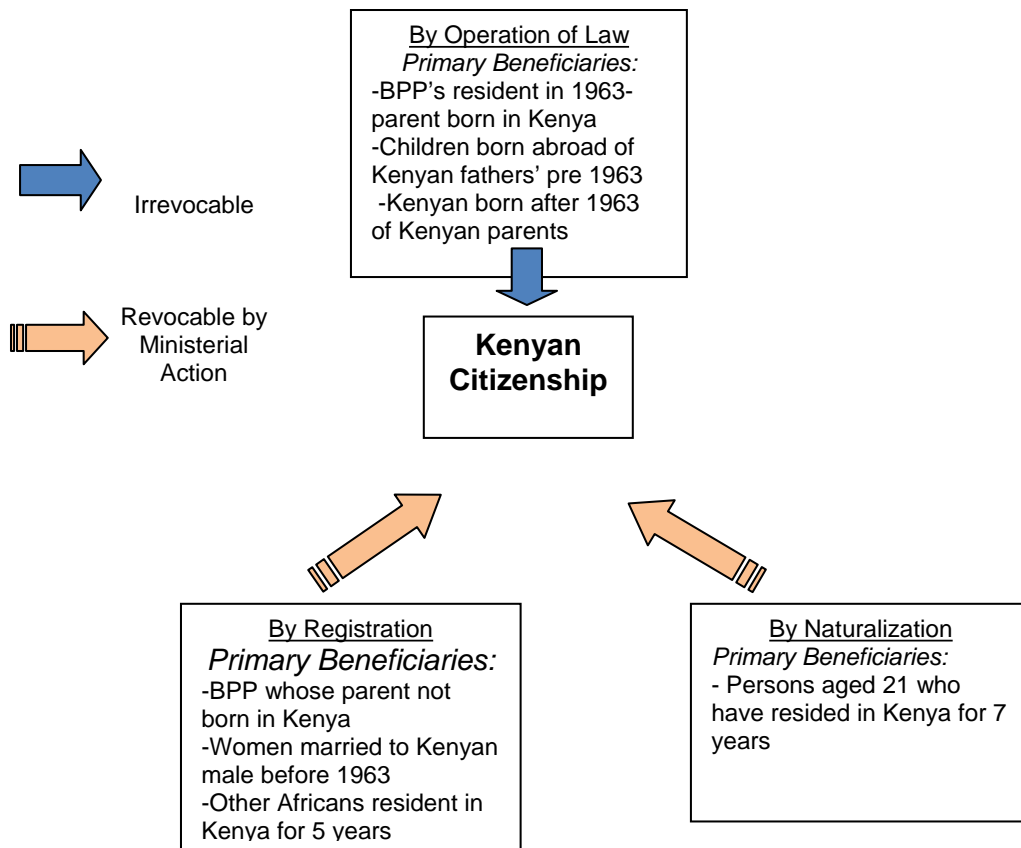 By Operation of Law
Primary Beneficiaries:
-BPP’s resident in 1963-
parent born in Kenya
-Children born abroad of
Kenyan fathers’ pre 1963
-Kenyan born after 1963
of Kenyan parents
Irrevocable
Revocable by
Ministerial
Action
Kenyan
Citizenship
By Registration
Primary Beneficiaries:
-BPP whose parent not
born in Kenya
-Women married to Kenyan
male before 1963
-Other Africans resident in
Kenya for 5 years
By Naturalization
Primary Beneficiaries:
- Persons aged 21 who
have resided in Kenya for 7
years